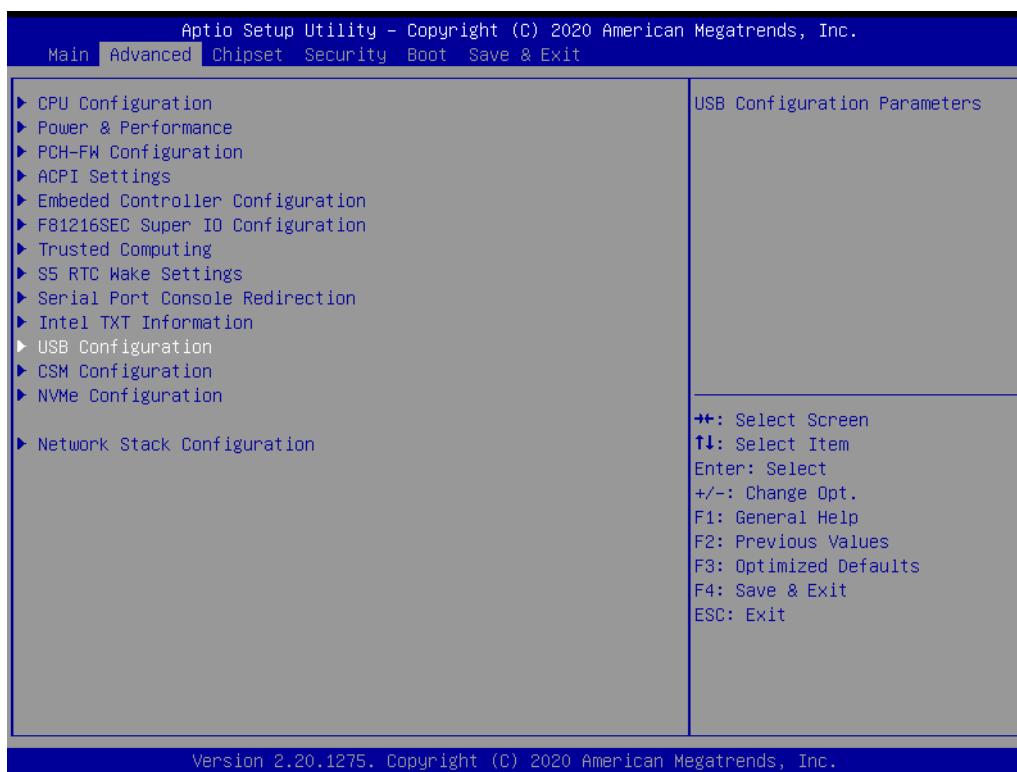 Aptio Setup Utility – Copyright (C) 2020 American Megatrends, Inc.
Main Advanced Chipset Security Boot Save & Exit
CPU Configuration
Power & Performance
PCH-FW Configuration
ACPI Settings
Embeded Controller Configuration
F81216SEC Super IO Configuration
Trusted Computing
S5 RTC Wake Settings
Serial Port Console Redirection
Intel TXT Information
USB Configuration
CSM Configuration
NVMe Configuration
Network Stack Configuration
USB Configuration Parameters
→←: Select Screen
↑↓: Select Item
Enter: Select
+/-: Change Opt.
F1: General Help
F2: Previous Values
F3: Optimized Defaults
F4: Save & Exit
ESC: Exit
Version 2.20.1275. Copyright (C) 2020 American Megatrends, Inc.